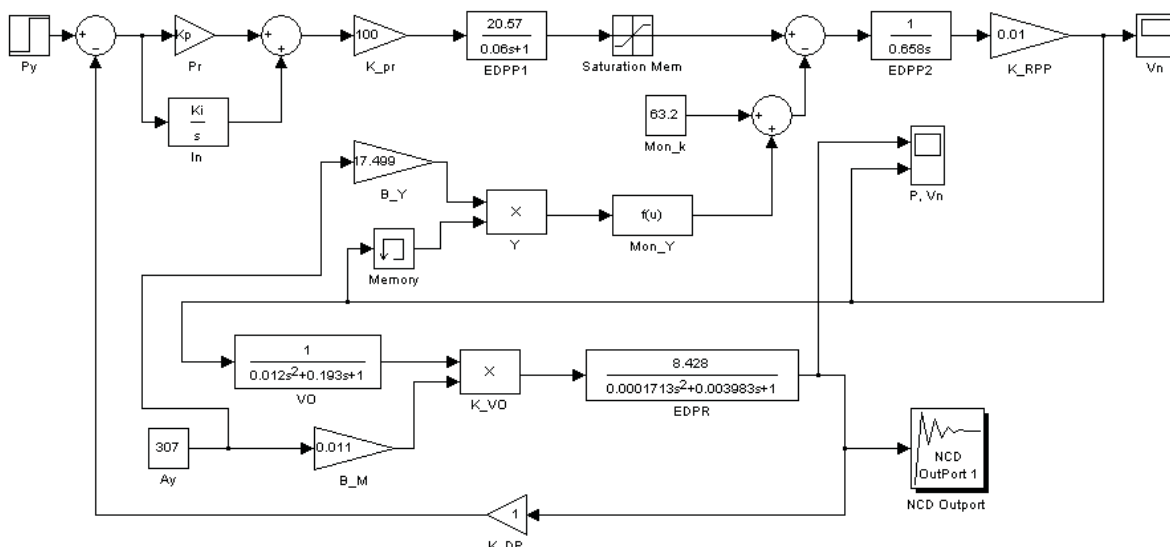 Py
+
−
Kp
Pr
Ki
s
In
+
+
100
K_pr
20.57
0.06s+1
EDPP1
Saturation Mem
+
−
1
0.658s
EDPP2
0.01
K_RPP
Vn
63.2
Mon_k
+
+
17.499
B_Y
×
Y
f(u)
Mon_Y
P, Vn
Memory
1
0.012s²+0.193s+1
VO
×
K_VO
8.428
0.0001713s²+0.003983s+1
EDPR
307
Ay
0.011
B_M
NCD
OutPort 1
NCD Outport
1